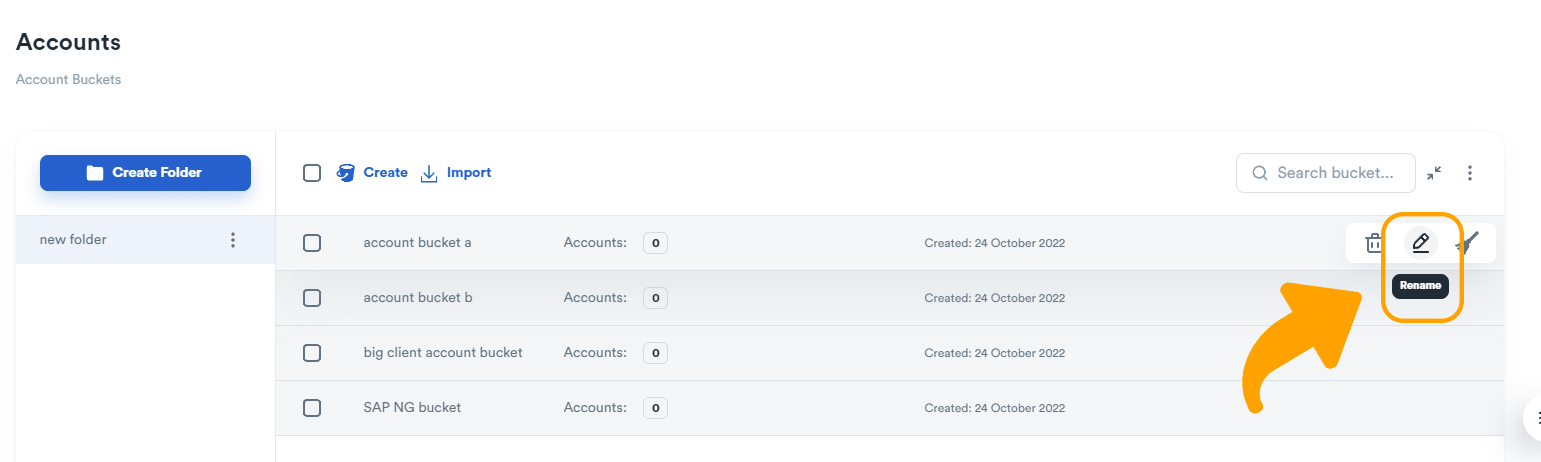 Accounts
Account Buckets
Create Folder
Create Import Search bucket...
new folder
account bucket a Accounts: 0 Created: 24 October 2022
Rename
account bucket b Accounts: 0 Created: 24 October 2022
big client account bucket Accounts: 0 Created: 24 October 2022
SAP NG bucket Accounts: 0 Created: 24 October 2022